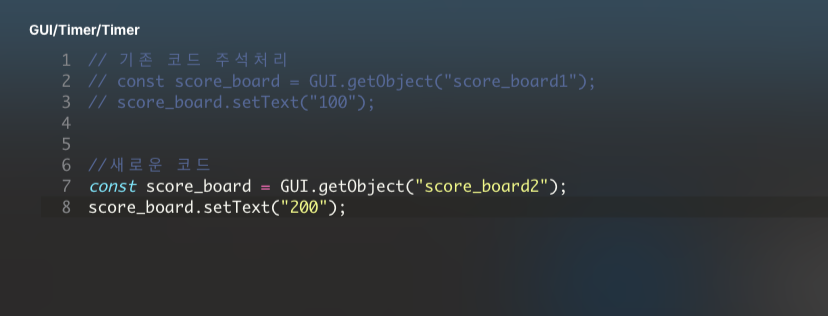 GUI/Timer/Timer
1 // 기존 코드 주석처리
2 // const score_board = GUI.getObject("score_board1");
3 // score_board.setText("100");
4
5
6 //새로운 코드
7 const score_board = GUI.getObject("score_board2");
8 score_board.setText("200");